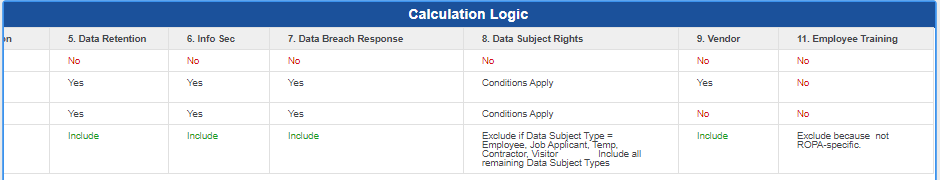 Calculation Logic
on 5. Data Retention 6. Info Sec 7. Data Breach Response 8. Data Subject Rights 9. Vendor 11. Employee Training
No No No No No No
Yes Yes Yes Conditions Apply Yes No
Yes Yes Yes Conditions Apply No No
Include Include Include Exclude if Data Subject Type = Include Exclude because not
Employee, Job Applicant, Temp, ROPA-specific.
Contractor, Visitor Include all
remaining Data Subject Types